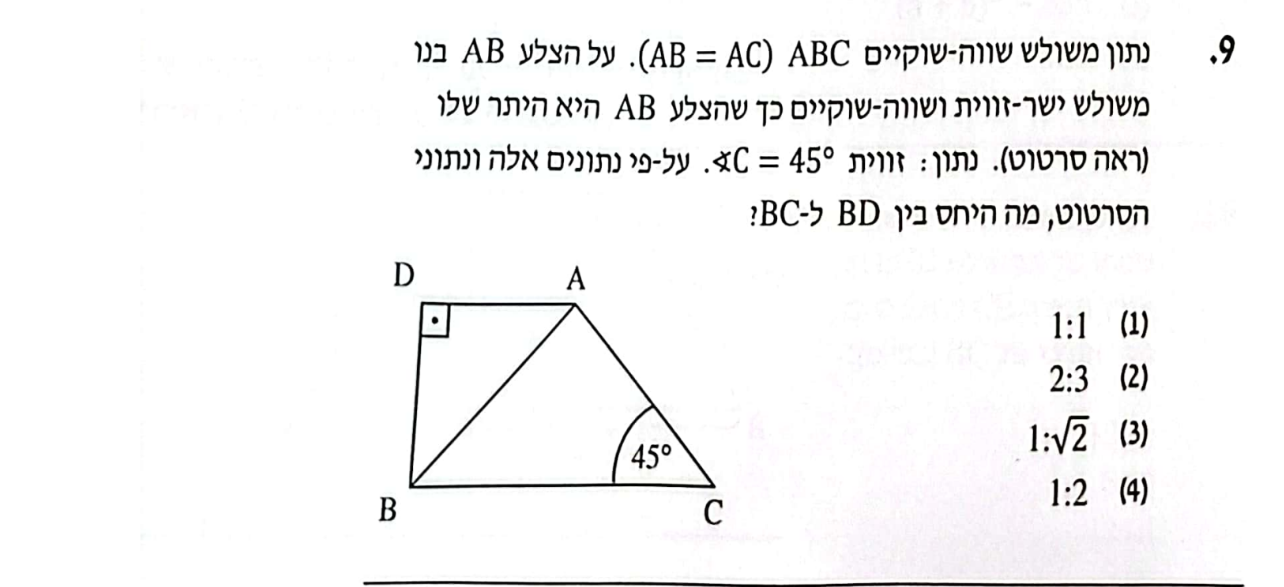 9. נתון משולש שווה-שוקיים ABC (AB = AC). על הצלע AB בנו
משולש ישר-זווית ושווה-שוקיים כך שהצלע AB היא היתר שלו
(ראה סרטוט). נתון: זווית ∢C = 45°. על-פי נתונים אלה ונתוני
הסרטוט, מה היחס בין BD ל-BC?
(1) 1:1
(2) 2:3
(3) 1:√2
(4) 1:2
D
A
45°
B
C